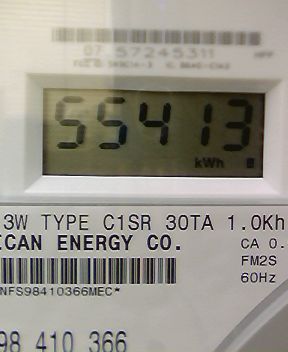 07 57245311
55413
kWh
3W TYPE C1SR 30TA 1.0Kh
ICAN ENERGY CO.
CA 0.
FM2S
NFS98410366MEC*
60Hz
98 410 366